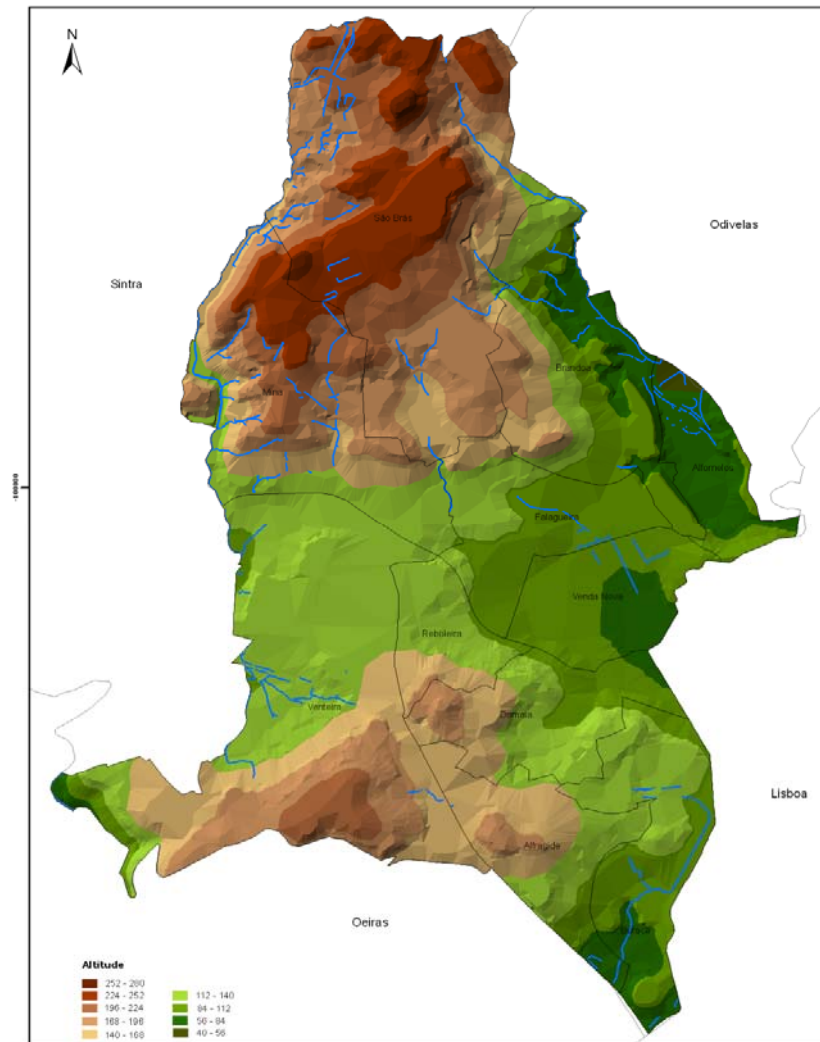 N
Odivelas
São Brás
Sintra
Brandoa
Mina
Alfornelos
-100000
Falagueira
Venda Nova
Reboleira
Venteira
Damaia
Lisboa
Alfragide
Oeiras
Buraca
Altitude
252 - 280
224 - 252
196 - 224
168 - 196
140 - 168
112 - 140
84 - 112
56 - 84
40 - 56